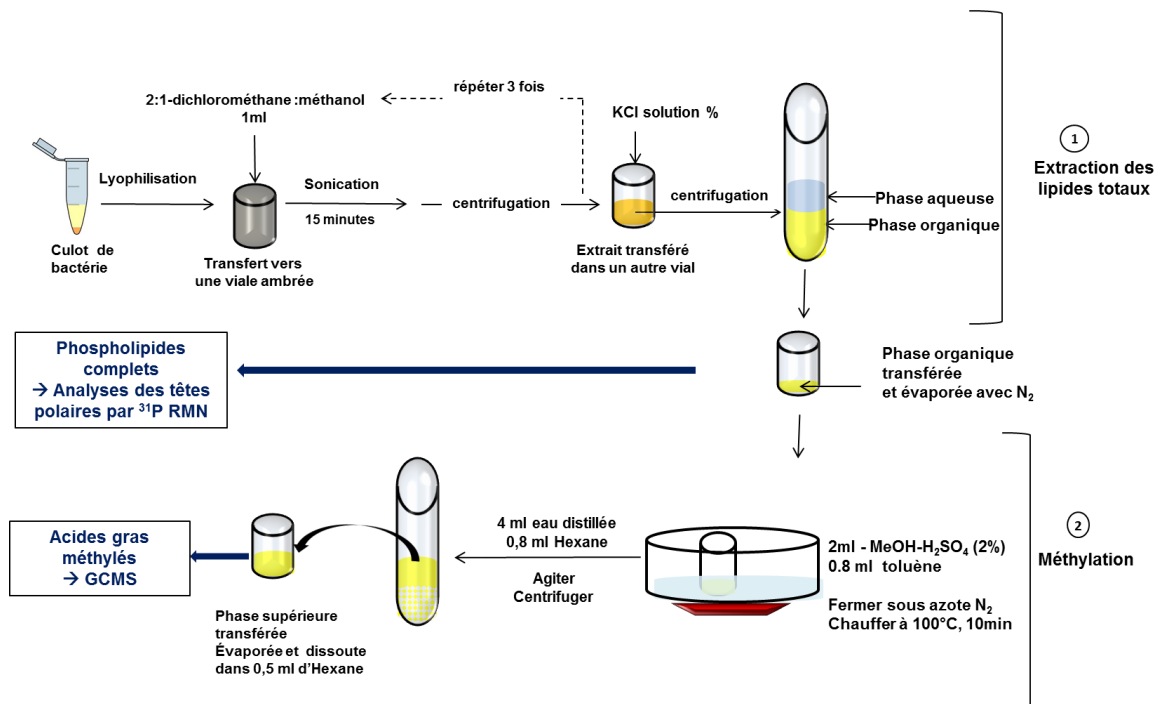 répéter 3 fois
2:1-dichlorométhane :méthanol
1ml
KCl solution %
Lyophilisation
Sonication
15 minutes
centrifugation
centrifugation
Culot de
bactérie
Transfert vers
une viale ambrée
Extrait transféré
dans un autre vial
Phase aqueuse
Phase organique
1
Extraction des
lipides totaux
Phospholipides
complets
→ Analyses des têtes
polaires par ³¹P RMN
Phase organique
transférée
et évaporée avec N₂
2
Méthylation
2ml - MeOH-H₂SO₄ (2%)
0.8 ml toluène
Fermer sous azote N₂
Chauffer à 100°C, 10min
4 ml eau distillée
0,8 ml Hexane
Agiter
Centrifuger
Phase supérieure
transférée
Évaporée et dissoute
dans 0,5 ml d'Hexane
Acides gras
méthylés
→ GCMS